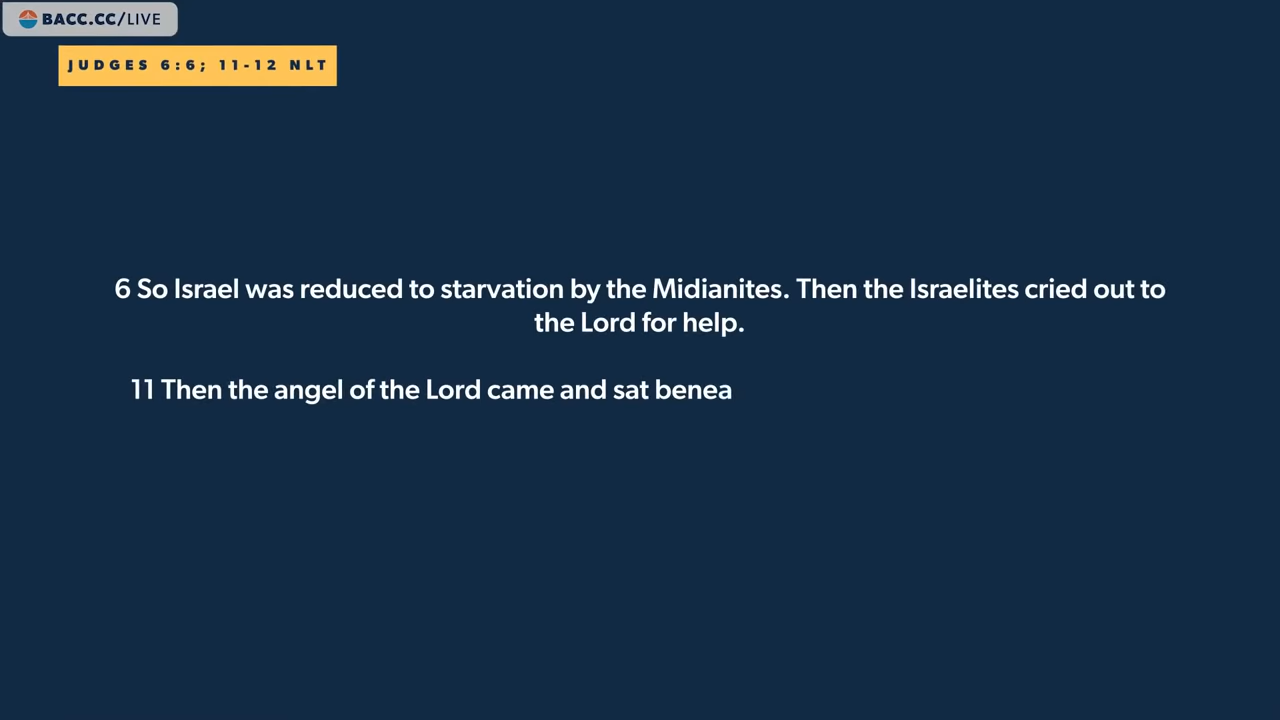 BACC.CC/LIVE
JUDGES 6:6; 11-12 NLT
6 So Israel was reduced to starvation by the Midianites. Then the Israelites cried out to
the Lord for help.
11 Then the angel of the Lord came and sat benea